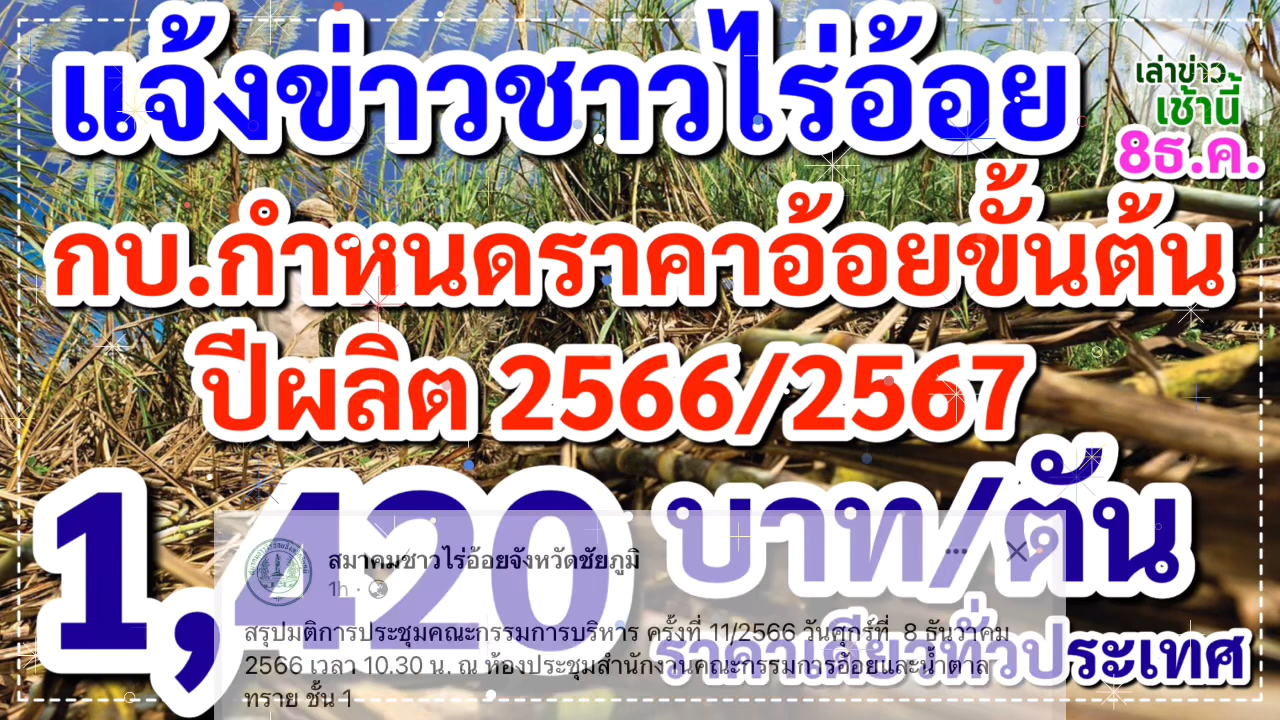 แจ้งข่าวชาวไร่อ้อย
เล่าข่าว
เช้านี้
8ธ.ค.
กบ.กำหนดราคาอ้อยขั้นต้น
ปีผลิต 2566/2567
1,420 บาท/ตัน
ราคาเดียวทั่วประเทศ
สมาคมชาวไร่อ้อยจังหวัดชัยภูมิ
1h ·
สรุปมติการประชุมคณะกรรมการบริหาร ครั้งที่ 11/2566 วันศุกร์ที่ 8 ธันวาคม
2566 เวลา 10.30 น. ณ ห้องประชุมสำนักงานคณะกรรมการอ้อยและน้ำตาล
ทราย ชั้น 1